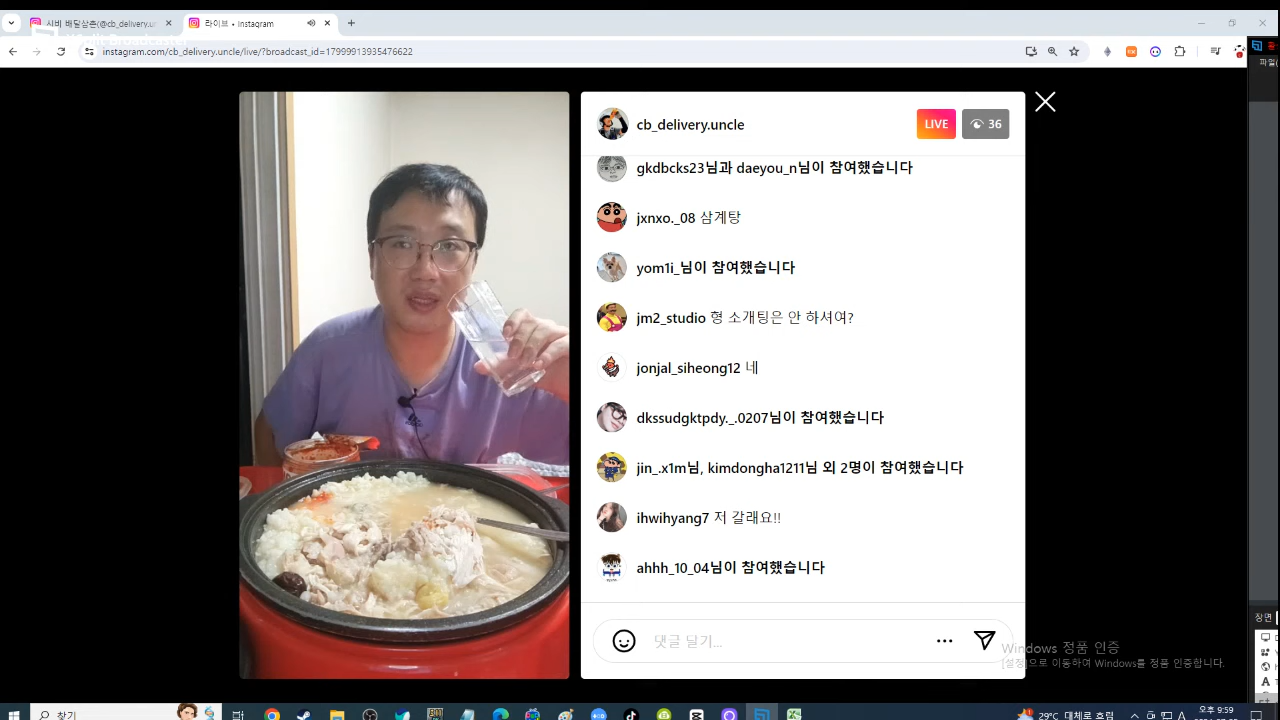 시비 배달삼촌(@cb_delivery.ur
라이브 • Instagram
instagram.com/cb_delivery.uncle/live/?broadcast_id=17999913935476622
파일(
cb_delivery.uncle
LIVE
36
gkdbcks23님과 daeyou_n님이 참여했습니다
jxnxo._08 삼계탕
yom1i_님이 참여했습니다
jm2_studio 형 소개팅은 안 하셔여?
jonjal_siheong12 네
dkssudgktpdy._.0207님이 참여했습니다
jin_.x1m님, kimdongha1211님 외 2명이 참여했습니다
ihwihyang7 저 갈래요!!
ahhh_10_04님이 참여했습니다
댓글 달기...
장면
Windows 정품 인증
[설정]으로 이동하여 Windows를 정품 인증합니다.
찾기
29°C 대체로 흐림
A
오후 9:59